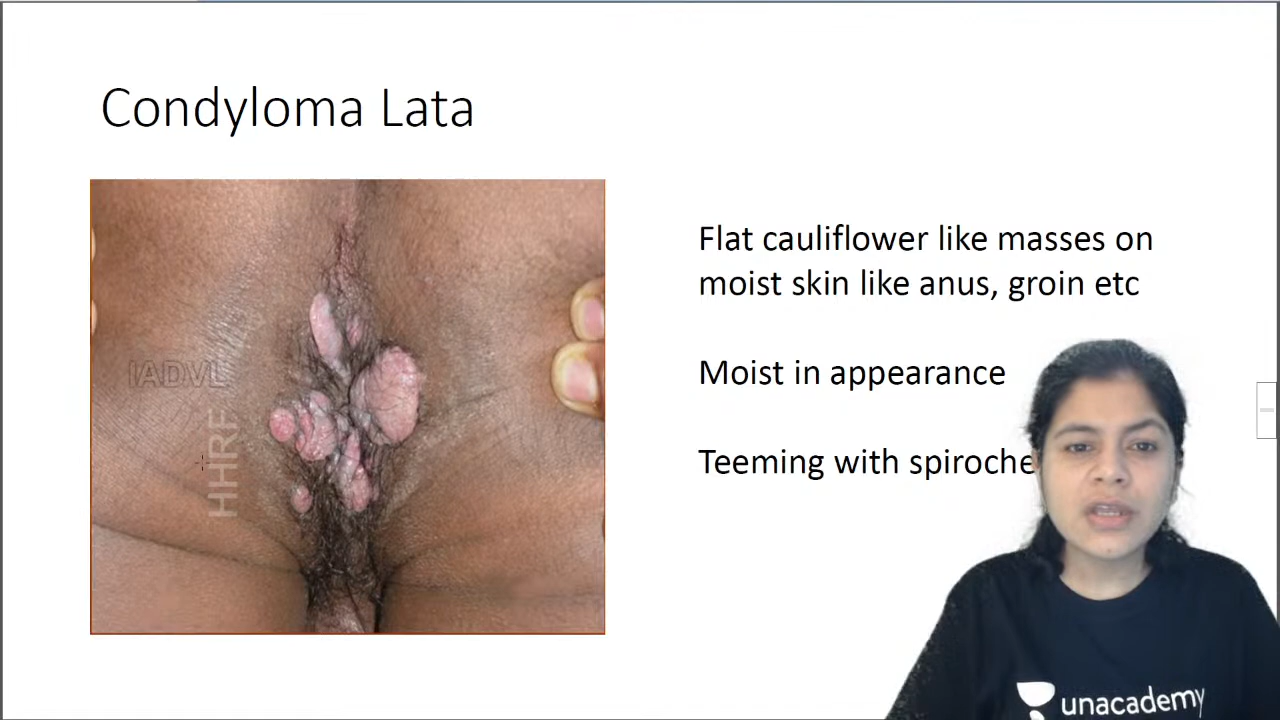 Condyloma Lata
Flat cauliflower like masses on
moist skin like anus, groin etc
Moist in appearance
Teeming with spiroche
IADVL
HHRF
unacademy